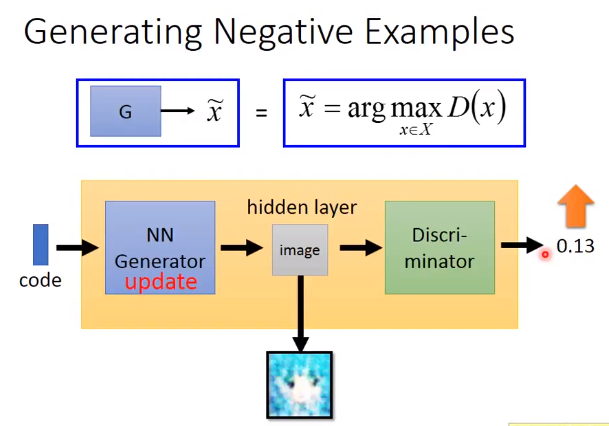 Generating Negative Examples
G → x̃ = x̃ = arg max D(x)
x∈X
hidden layer
NN
Generator
update
image
Discri-
minator
0.13
code